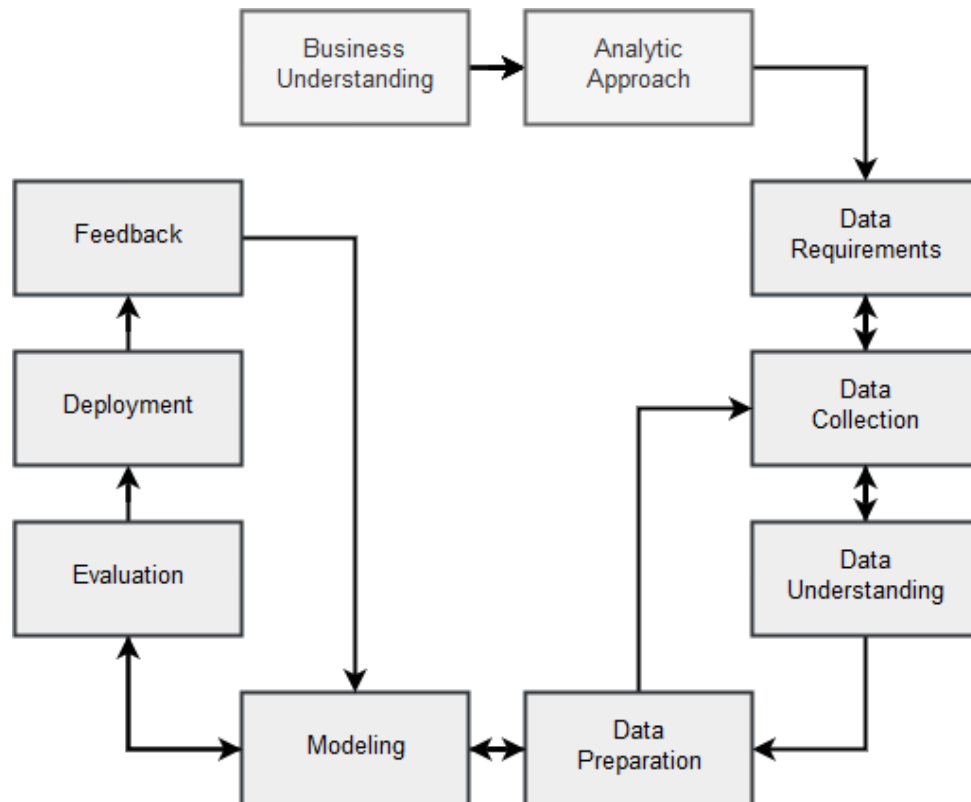 Business
Understanding
Analytic
Approach
Feedback
Data
Requirements
Deployment
Data
Collection
Evaluation
Data
Understanding
Modeling
Data
Preparation